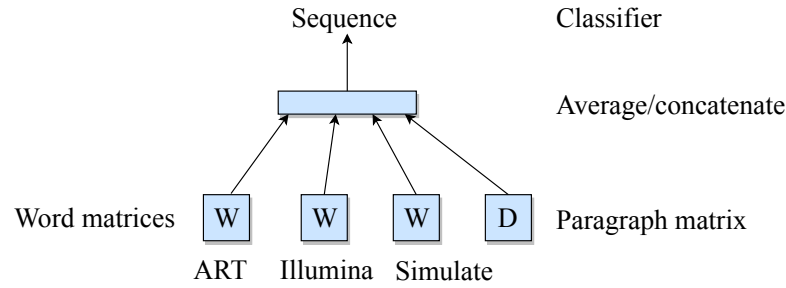 Sequence Classifier
Average/concatenate
Word matrices W W W D Paragraph matrix
ART Illumina Simulate